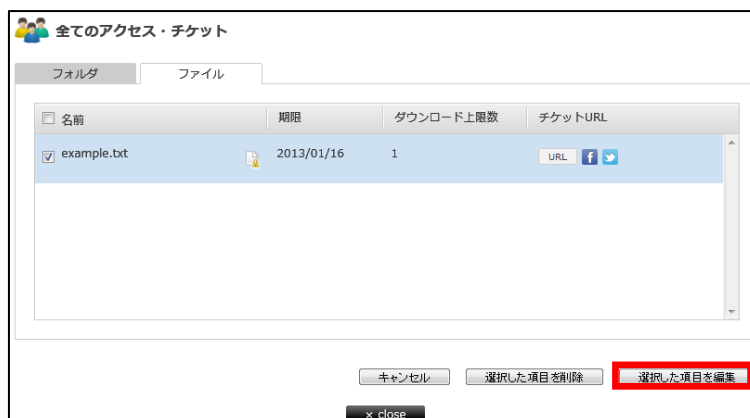 全てのアクセス・チケット
フォルダ ファイル
名前 期限 ダウンロード上限数 チケットURL
example.txt 2013/01/16 1 URL
キャンセル 選択した項目を削除 選択した項目を編集
× close